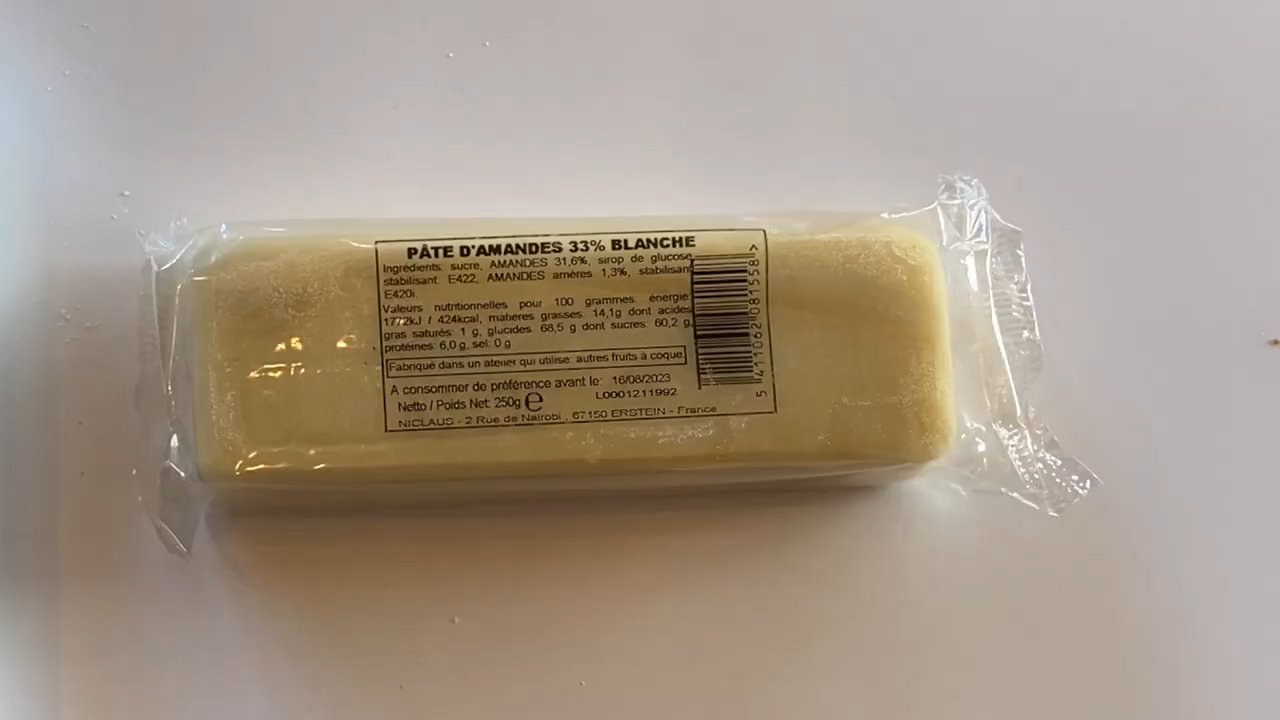 PÂTE D'AMANDES 33% BLANCHE
Ingrédients: sucre, AMANDES 31,6%, sirop de glucose,
stabilisant: E422, AMANDES amères 1,3%, stabilisant:
E420i.
Valeurs nutritionnelles pour 100 grammes: énergie:
1772kJ / 424kcal, matières grasses: 14,1g dont acides
gras saturés: 1 g, glucides: 68,5 g dont sucres: 60,2 g,
protéines: 6,0 g, sel: 0 g
Fabriqué dans un atelier qui utilise: autres fruits à coque.
A consommer de préférence avant le: 16/08/2023
Netto / Poids Net: 250g e L0001211992
NICLAUS - 2 Rue de Nairobi , 67150 ERSTEIN - France
5 411062 081558 >